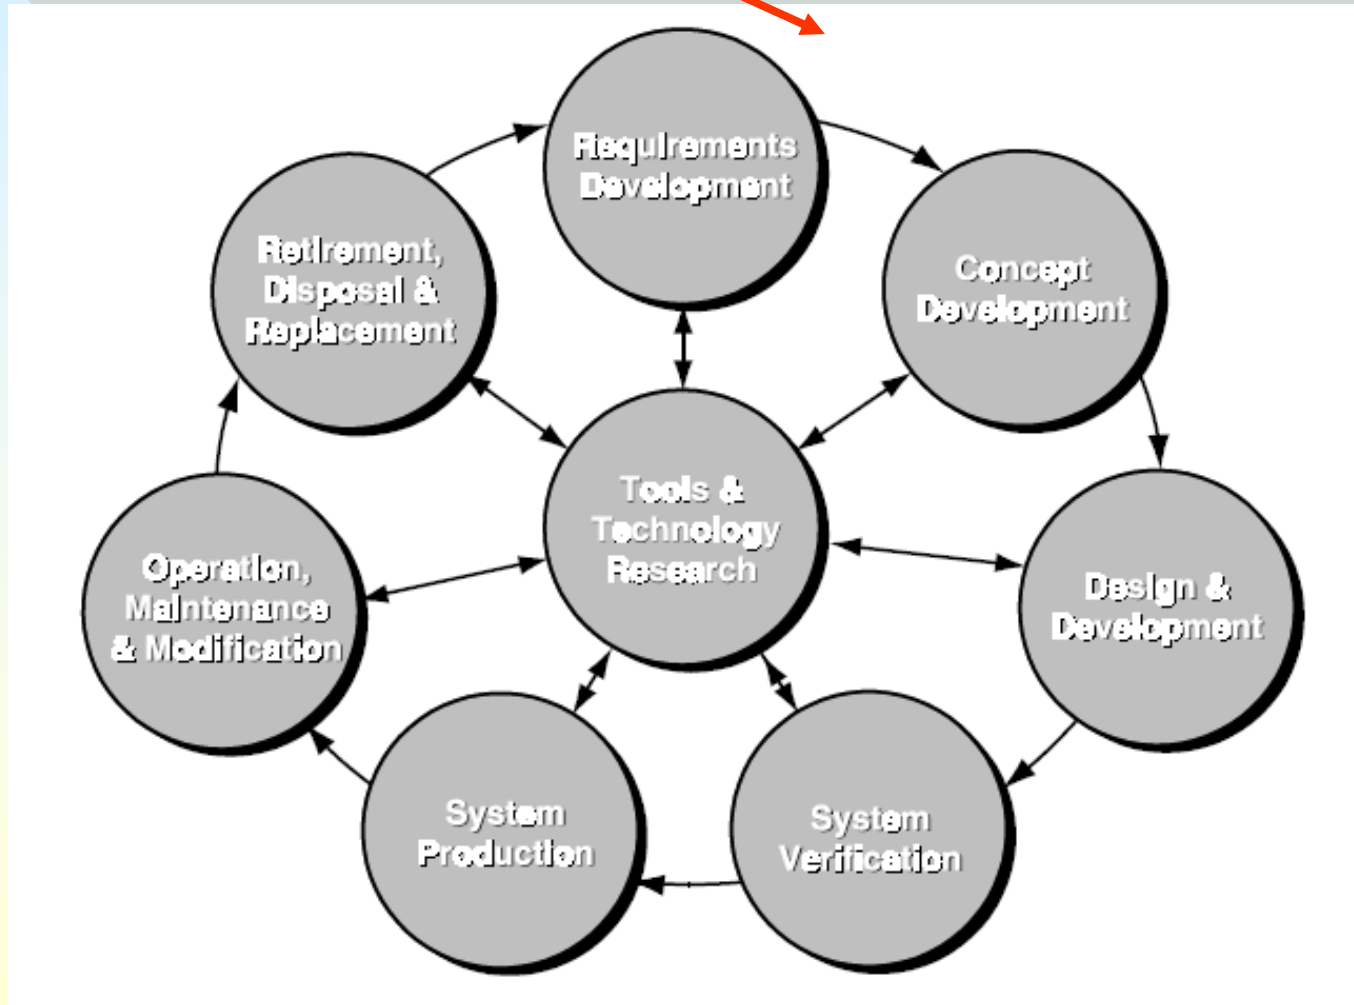 Requirements
Development
Retirement,
Disposal &
Replacement
Concept
Development
Tools &
Technology
Research
Operation,
Maintenance
& Modification
Design &
Development
System
Production
System
Verification